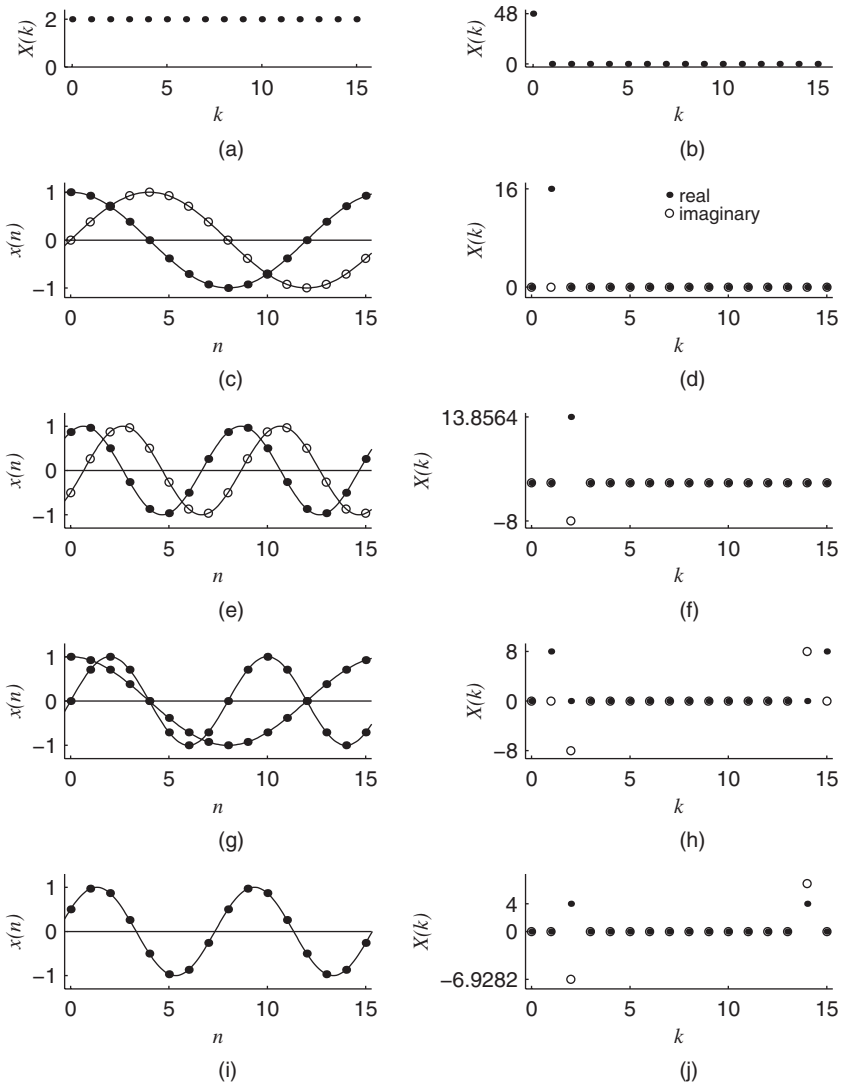 X(k)
2
0
0 5 10 15
k
(a)
X(k)
48
0
0 5 10 15
k
(b)
x(n)
1
0
−1
0 5 10 15
n
(c)
X(k)
16
0
real
imaginary
0 5 10 15
k
(d)
x(n)
1
0
−1
0 5 10 15
n
(e)
X(k)
13.8564
−8
5 10 15
k
(f)
x(n)
1
0
−1
0 5 10 15
n
(g)
X(k)
8
0
−8
0 5 10 15
k
(h)
x(n)
1
0
−1
0 5 10 15
n
(i)
X(k)
4
0
−6.9282
5 10 15
k
(j)